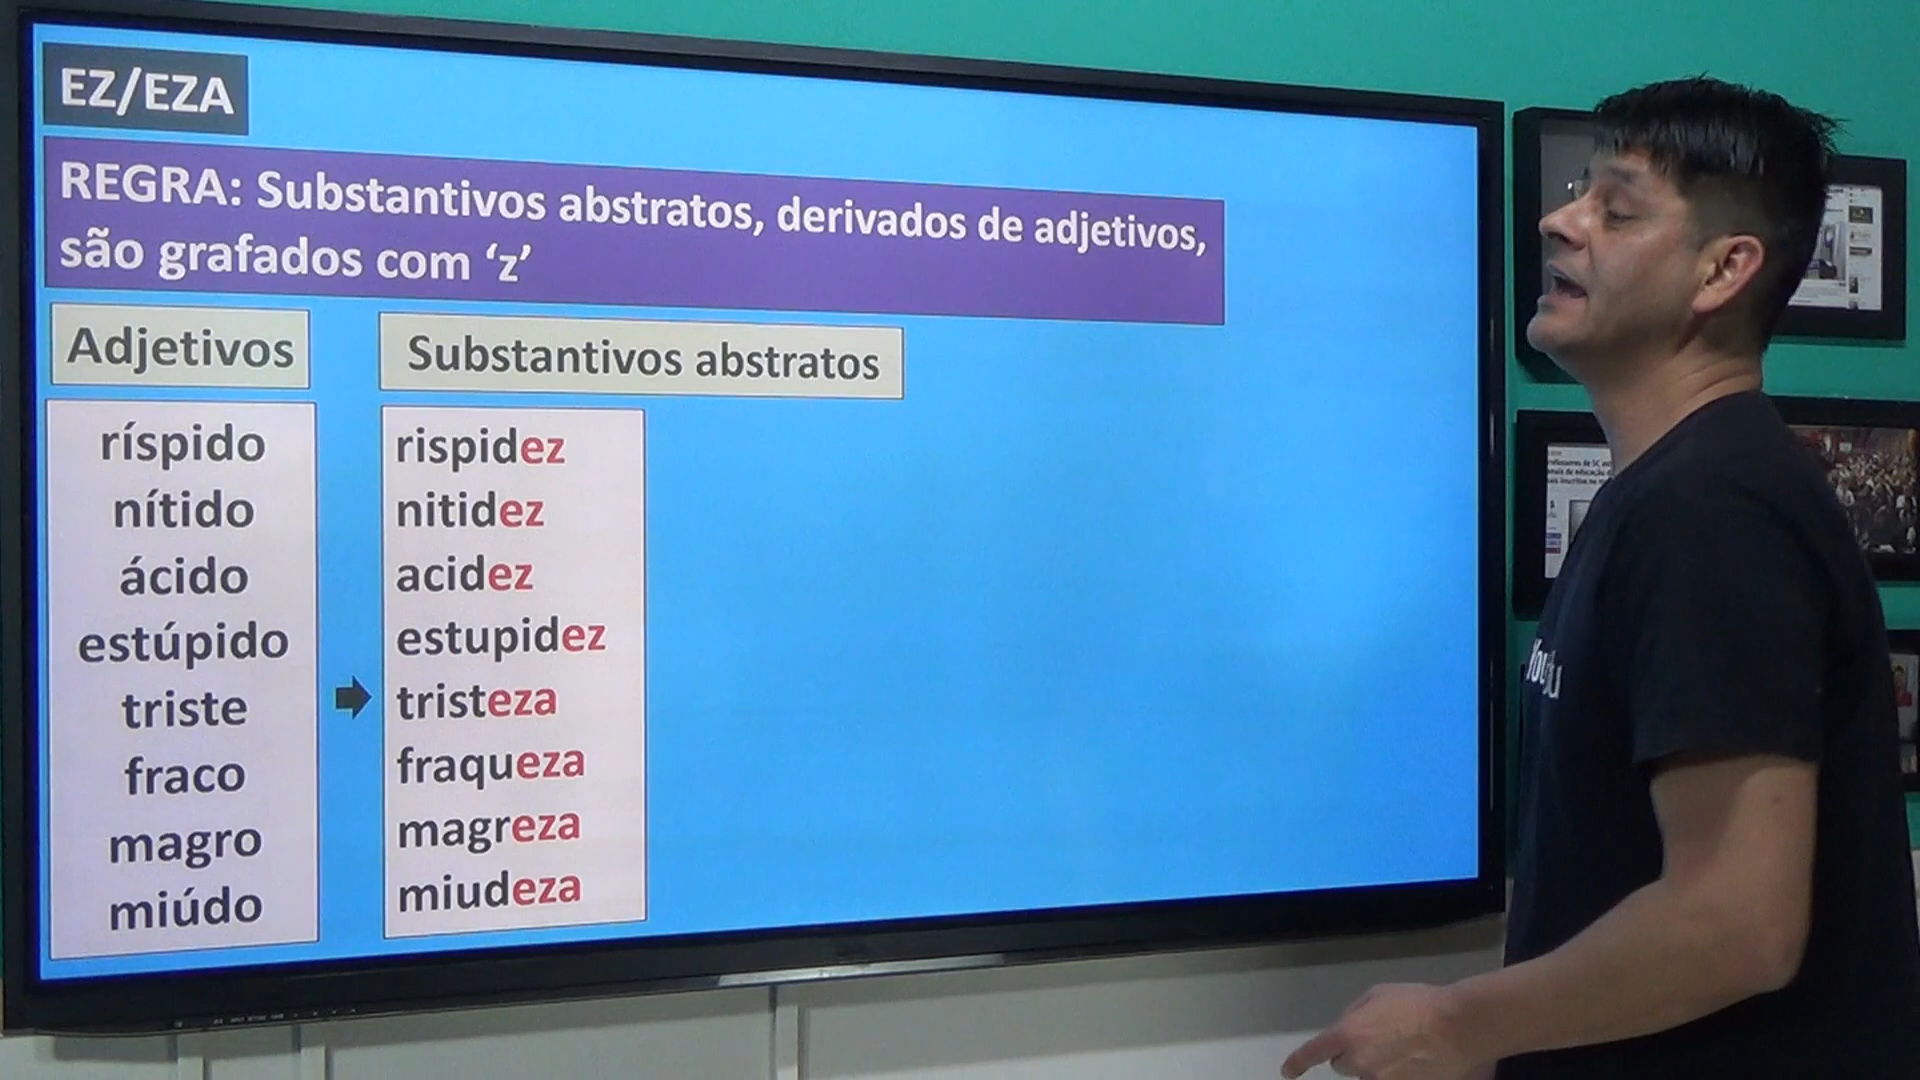 EZ/EZA
REGRA: Substantivos abstratos, derivados de adjetivos,
são grafados com ‘z’
Adjetivos
Substantivos abstratos
ríspido
nítido
ácido
estúpido
triste
fraco
magro
miúdo
rispidez
nitidez
acidez
estupidez
tristeza
fraqueza
magreza
miudeza